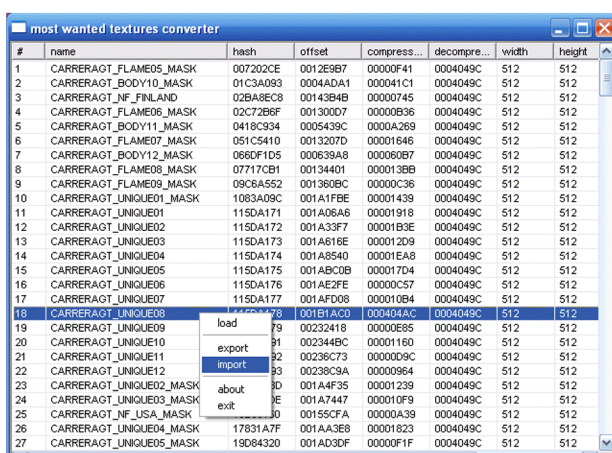 most wanted textures converter
# name hash offset compress... decompre... width height
1 CARRERAGT_FLAME05_MASK 007202CE 0012E9B7 00000F41 0004049C 512 512
2 CARRERAGT_BODY10_MASK 01C3A093 0004ADA1 000041C1 0004049C 512 512
3 CARRERAGT_NF_FINLAND 02BA8EC8 00143B4B 00000745 0004049C 512 512
4 CARRERAGT_FLAME06_MASK 02C72B6F 001300D7 00000B36 0004049C 512 512
5 CARRERAGT_BODY11_MASK 0418C934 0005439C 0000A269 0004049C 512 512
6 CARRERAGT_FLAME07_MASK 051C5410 0013207D 00001646 0004049C 512 512
7 CARRERAGT_BODY12_MASK 066DF1D5 000639A8 000060B7 0004049C 512 512
8 CARRERAGT_FLAME08_MASK 07717CB1 00134401 000013BB 0004049C 512 512
9 CARRERAGT_FLAME09_MASK 09C6A552 001360BC 00000C36 0004049C 512 512
10 CARRERAGT_UNIQUE01_MASK 1083A09C 001A1FBE 00001439 0004049C 512 512
11 CARRERAGT_UNIQUE01 115DA171 001A06A6 00001918 0004049C 512 512
12 CARRERAGT_UNIQUE02 115DA172 001A33F7 00001B3E 0004049C 512 512
13 CARRERAGT_UNIQUE03 115DA173 001A616E 000012D9 0004049C 512 512
14 CARRERAGT_UNIQUE04 115DA174 001A8540 00001EA8 0004049C 512 512
15 CARRERAGT_UNIQUE05 115DA175 001ABC0B 000017D4 0004049C 512 512
16 CARRERAGT_UNIQUE06 115DA176 001AE2FE 00000C57 0004049C 512 512
17 CARRERAGT_UNIQUE07 115DA177 001AFD08 000010B4 0004049C 512 512
18 CARRERAGT_UNIQUE08 115DA178 001B1AC0 000404AC 0004049C 512 512
19 CARRERAGT_UNIQUE09 79 00232418 00000E85 0004049C 512 512
20 CARRERAGT_UNIQUE10 91 002344BC 00001160 0004049C 512 512
21 CARRERAGT_UNIQUE11 92 00236C73 00000D9C 0004049C 512 512
22 CARRERAGT_UNIQUE12 93 00238C9A 00000964 0004049C 512 512
23 CARRERAGT_UNIQUE02_MASK 001A4F35 00001239 0004049C 512 512
24 CARRERAGT_UNIQUE03_MASK 001A7447 000010F9 0004049C 512 512
25 CARRERAGT_NF_USA_MASK 00155CFA 00000A39 0004049C 512 512
26 CARRERAGT_UNIQUE04_MASK 17831A7F 001AA3E8 00001823 0004049C 512 512
27 CARRERAGT_UNIQUE05_MASK 19D84320 001AD3DF 00000F1F 0004049C 512 512
load
export
import
about
exit